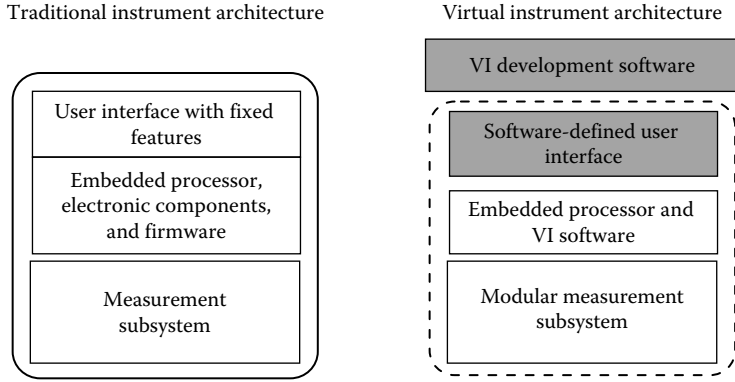 Traditional instrument architecture
User interface with fixed
features
Embedded processor,
electronic components,
and firmware
Measurement
subsystem
Virtual instrument architecture
VI development software
Software-defined user
interface
Embedded processor and
VI software
Modular measurement
subsystem